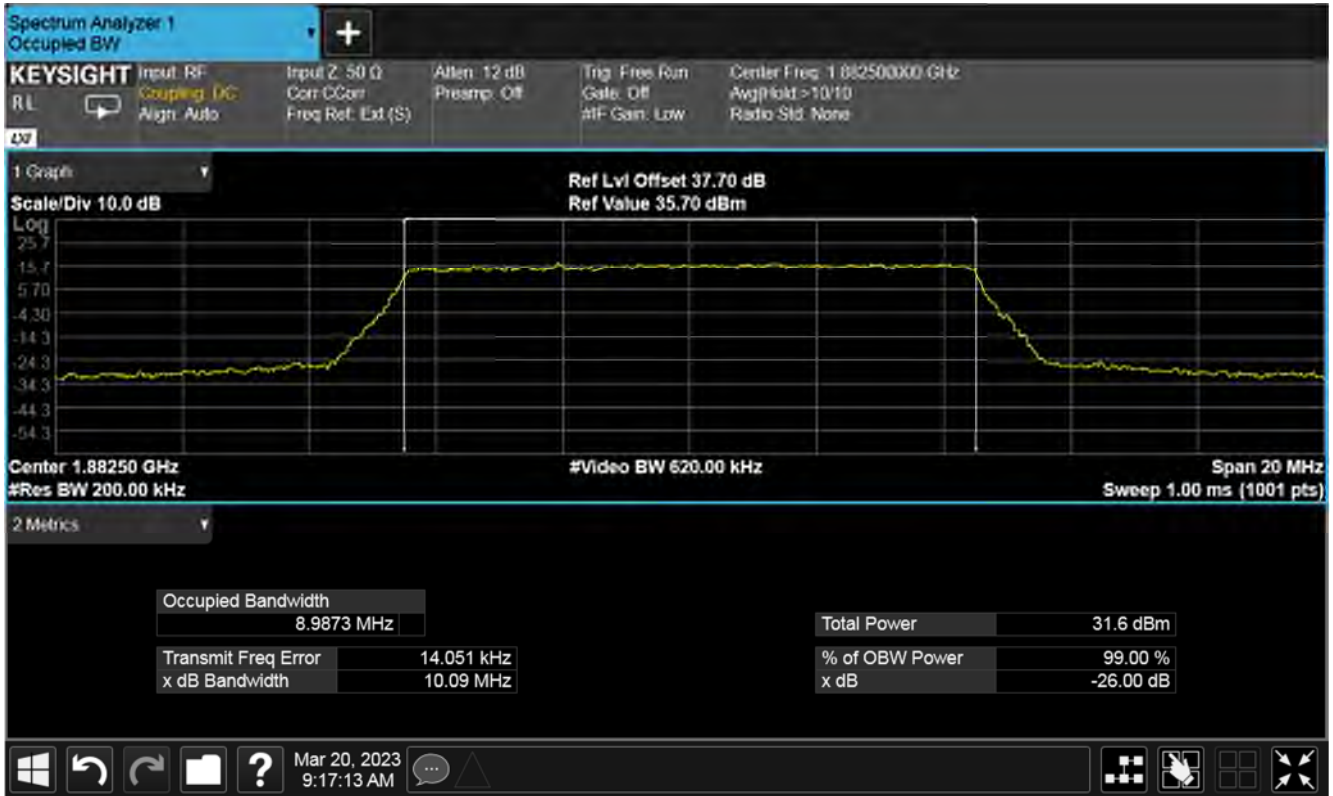 Spectrum Analyzer 1
Occupied BW
KEYSIGHT
R L
LXI
Input: RF
Coupling: DC
Align: Auto
Input Z: 50 Ω
Corr CCorr
Freq Ref: Ext (S)
Atten: 12 dB
Preamp: Off
Trig: Free Run
Gate: Off
#IF Gain: Low
Center Freq: 1.882500000 GHz
Avg|Hold:>10/10
Radio Std: None
1 Graph
Scale/Div 10.0 dB
Ref Lvl Offset 37.70 dB
Ref Value 35.70 dBm
Log
25.7
15.7
5.70
-4.30
-14.3
-24.3
-34.3
-44.3
-54.3
Center 1.88250 GHz
#Res BW 200.00 kHz
#Video BW 620.00 kHz
Span 20 MHz
Sweep 1.00 ms (1001 pts)
2 Metrics
Occupied Bandwidth
8.9873 MHz
Transmit Freq Error 14.051 kHz
x dB Bandwidth 10.09 MHz
Total Power 31.6 dBm
% of OBW Power 99.00 %
x dB -26.00 dB
?
Mar 20, 2023
9:17:13 AM